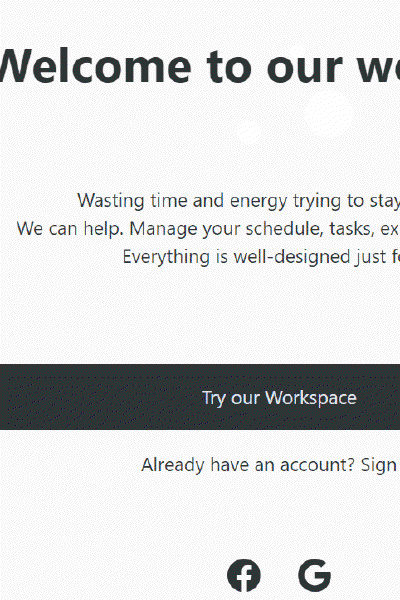 Welcome to our
Wasting time and energy trying to stay
We can help. Manage your schedule, tasks,
Everything is well-designed just
Try our Workspace
Already have an account? Sign